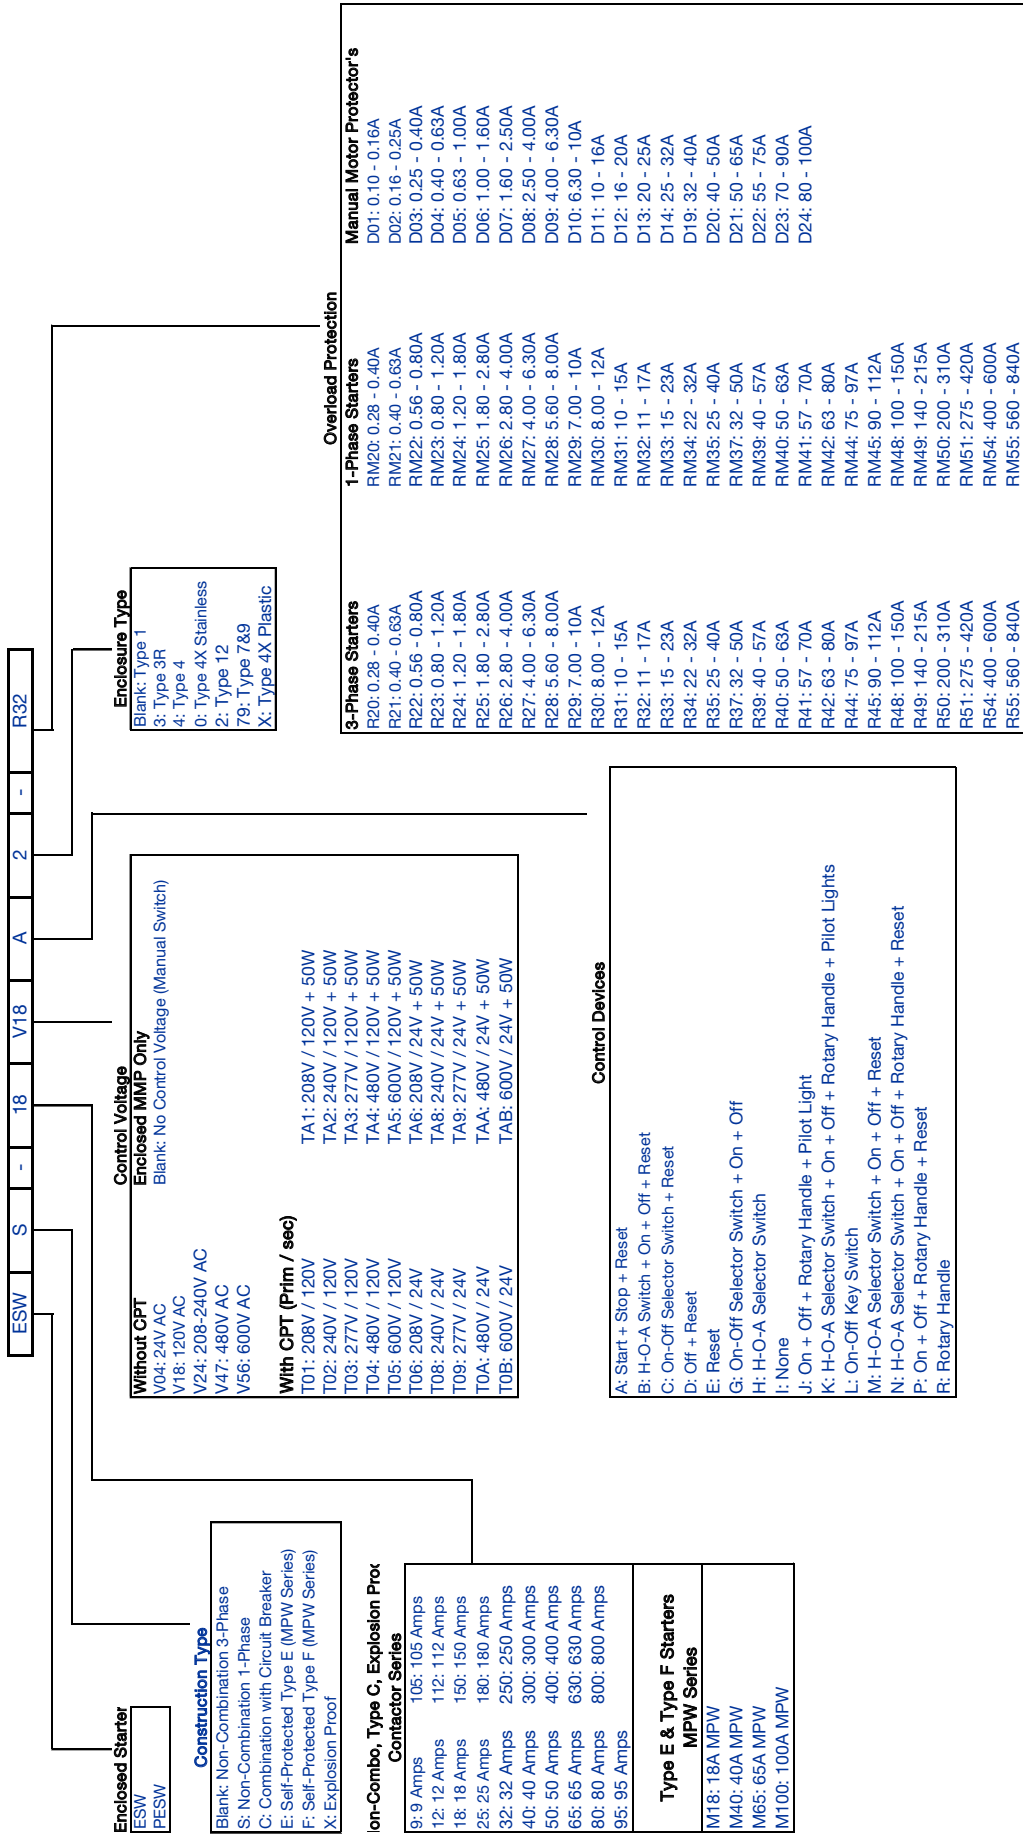 ESW S - 18 V18 A 2 - R32
Enclosed Starter
ESW
PESW
Construction Type
Blank: Non-Combination 3-Phase
S: Non-Combination 1-Phase
C: Combination with Circuit Breaker
E: Self-Protected Type E (MPW Series)
F: Self-Protected Type F (MPW Series)
X: Explosion Proof
on-Combo, Type C, Explosion Proo
Contactor Series
9: 9 Amps 105: 105 Amps
12: 12 Amps 112: 112 Amps
18: 18 Amps 150: 150 Amps
25: 25 Amps 180: 180 Amps
32: 32 Amps 250: 250 Amps
40: 40 Amps 300: 300 Amps
50: 50 Amps 400: 400 Amps
65: 65 Amps 630: 630 Amps
80: 80 Amps 800: 800 Amps
95: 95 Amps
Type E & Type F Starters
MPW Series
M18: 18A MPW
M40: 40A MPW
M65: 65A MPW
M100: 100A MPW
Control Voltage
Without CPT
V04: 24V AC
V18: 120V AC
V24: 208-240V AC
V47: 480V AC
V56: 600V AC
Enclosed MMP Only
Blank: No Control Voltage (Manual Switch)
With CPT (Prim / sec)
T01: 208V / 120V TA1: 208V / 120V + 50W
T02: 240V / 120V TA2: 240V / 120V + 50W
T03: 277V / 120V TA3: 277V / 120V + 50W
T04: 480V / 120V TA4: 480V / 120V + 50W
T05: 600V / 120V TA5: 600V / 120V + 50W
T06: 208V / 24V TA6: 208V / 24V + 50W
T08: 240V / 24V TA8: 240V / 24V + 50W
T09: 277V / 24V TA9: 277V / 24V + 50W
T0A: 480V / 24V TAA: 480V / 24V + 50W
T0B: 600V / 24V TAB: 600V / 24V + 50W
Control Devices
A: Start + Stop + Reset
B: H-O-A Switch + On + Off + Reset
C: On-Off Selector Switch + Reset
D: Off + Reset
E: Reset
G: On-Off Selector Switch + On + Off
H: H-O-A Selector Switch
I: None
J: On + Off + Rotary Handle + Pilot Light
K: H-O-A Selector Switch + On + Off + Rotary Handle + Pilot Lights
L: On-Off Key Switch
M: H-O-A Selector Switch + On + Off + Reset
N: H-O-A Selector Switch + On + Off + Rotary Handle + Reset
P: On + Off + Rotary Handle + Reset
R: Rotary Handle
Enclosure Type
Blank: Type 1
3: Type 3R
4: Type 4
0: Type 4X Stainless
2: Type 12
79: Type 7&9
X: Type 4X Plastic
Overload Protection
3-Phase Starters 1-Phase Starters Manual Motor Protector's
R20: 0.28 - 0.40A RM20: 0.28 - 0.40A D01: 0.10 - 0.16A
R21: 0.40 - 0.63A RM21: 0.40 - 0.63A D02: 0.16 - 0.25A
R22: 0.56 - 0.80A RM22: 0.56 - 0.80A D03: 0.25 - 0.40A
R23: 0.80 - 1.20A RM23: 0.80 - 1.20A D04: 0.40 - 0.63A
R24: 1.20 - 1.80A RM24: 1.20 - 1.80A D05: 0.63 - 1.00A
R25: 1.80 - 2.80A RM25: 1.80 - 2.80A D06: 1.00 - 1.60A
R26: 2.80 - 4.00A RM26: 2.80 - 4.00A D07: 1.60 - 2.50A
R27: 4.00 - 6.30A RM27: 4.00 - 6.30A D08: 2.50 - 4.00A
R28: 5.60 - 8.00A RM28: 5.60 - 8.00A D09: 4.00 - 6.30A
R29: 7.00 - 10A RM29: 7.00 - 10A D10: 6.30 - 10A
R30: 8.00 - 12A RM30: 8.00 - 12A D11: 10 - 16A
R31: 10 - 15A RM31: 10 - 15A D12: 16 - 20A
R32: 11 - 17A RM32: 11 - 17A D13: 20 - 25A
R33: 15 - 23A RM33: 15 - 23A D14: 25 - 32A
R34: 22 - 32A RM34: 22 - 32A D19: 32 - 40A
R35: 25 - 40A RM35: 25 - 40A D20: 40 - 50A
R37: 32 - 50A RM37: 32 - 50A D21: 50 - 65A
R39: 40 - 57A RM39: 40 - 57A D22: 55 - 75A
R40: 50 - 63A RM40: 50 - 63A D23: 70 - 90A
R41: 57 - 70A RM41: 57 - 70A D24: 80 - 100A
R42: 63 - 80A RM42: 63 - 80A
R44: 75 - 97A RM44: 75 - 97A
R45: 90 - 112A RM45: 90 - 112A
R48: 100 - 150A RM48: 100 - 150A
R49: 140 - 215A RM49: 140 - 215A
R50: 200 - 310A RM50: 200 - 310A
R51: 275 - 420A RM51: 275 - 420A
R54: 400 - 600A RM54: 400 - 600A
R55: 560 - 840A RM55: 560 - 840A